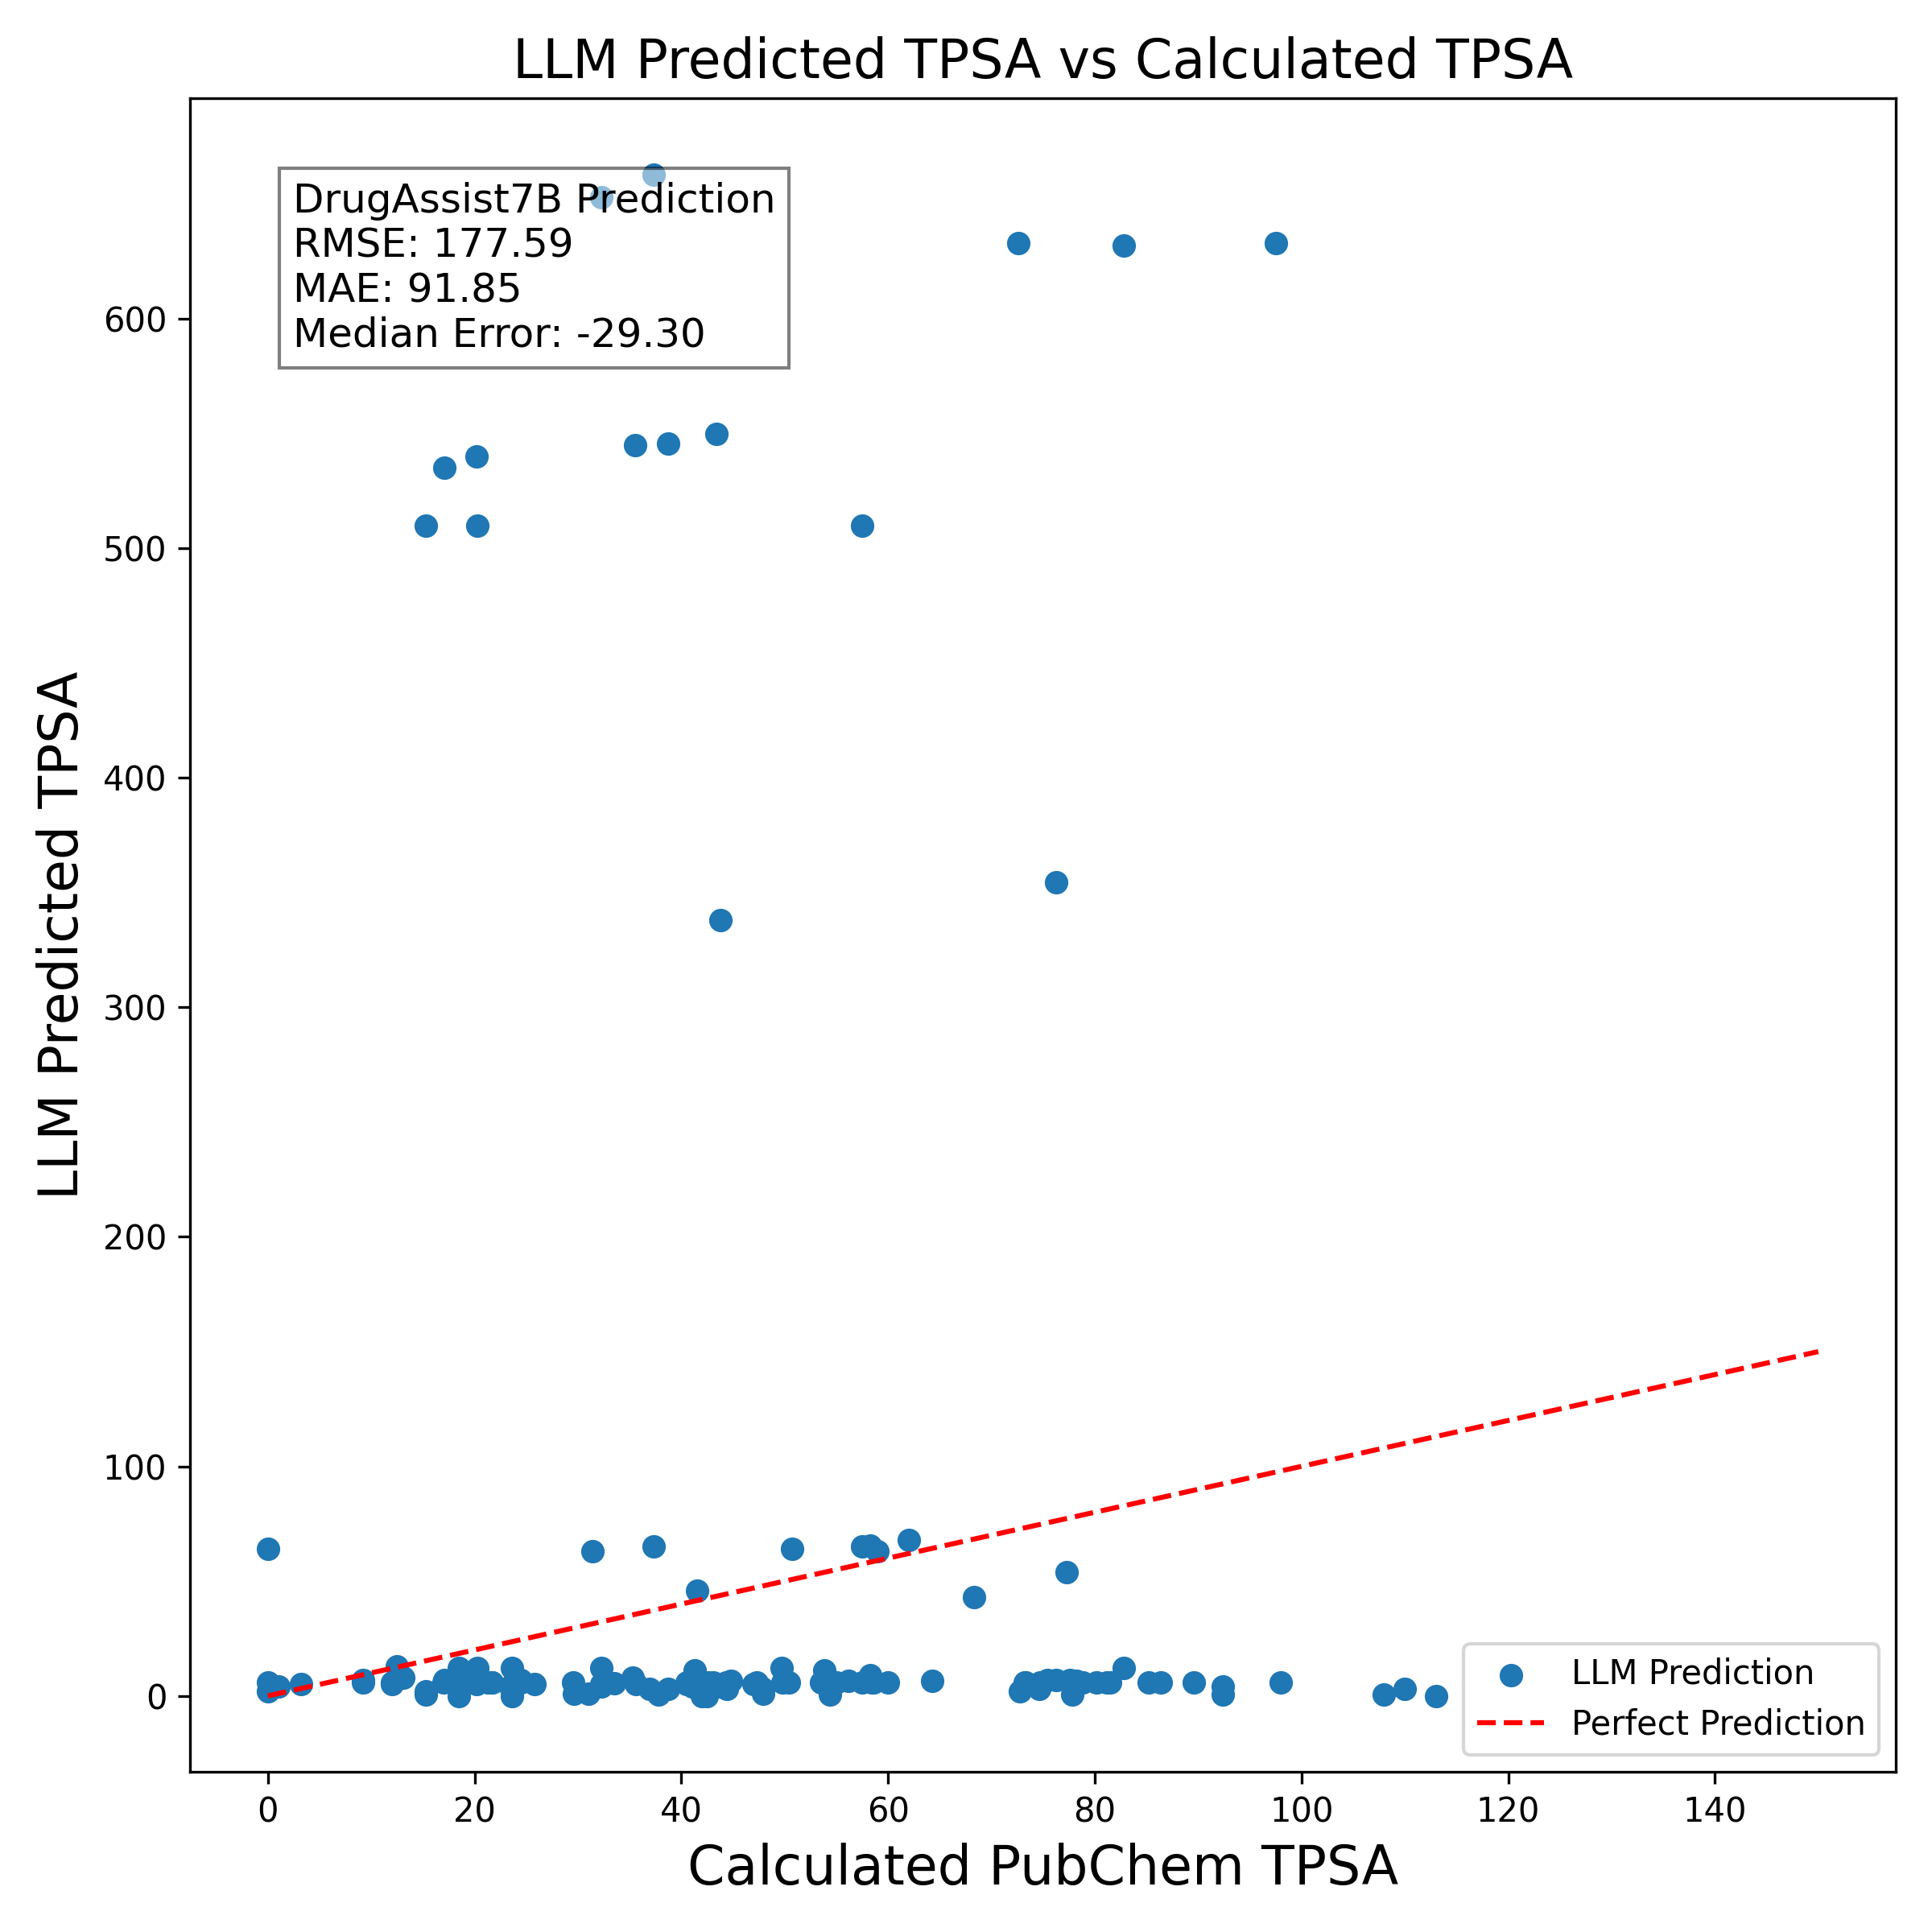 LLM Predicted TPSA vs Calculated TPSA
DrugAssist7B Prediction
RMSE: 177.59
MAE: 91.85
Median Error: -29.30
LLM Predicted TPSA
600
500
400
300
200
100
0
LLM Prediction
Perfect Prediction
0 20 40 60 80 100 120 140
Calculated PubChem TPSA